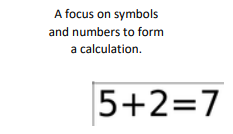 A focus on symbols
and numbers to form
a calculation.
5+2=7